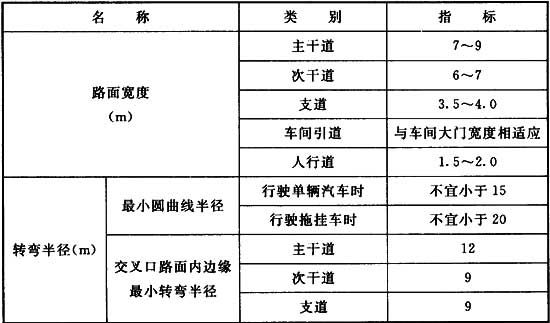 名 称 类 别 指 标
路面宽度
(m)
主干道 7～9
次干道 6～7
支道 3.5～4.0
车间引道 与车间大门宽度相适应
人行道 1.5～2.0
转弯半径(m)
最小圆曲线半径
行驶单辆汽车时 不宜小于15
行驶拖挂车时 不宜小于20
交叉口路面内边缘
最小转弯半径
主干道 12
次干道 9
支道 9